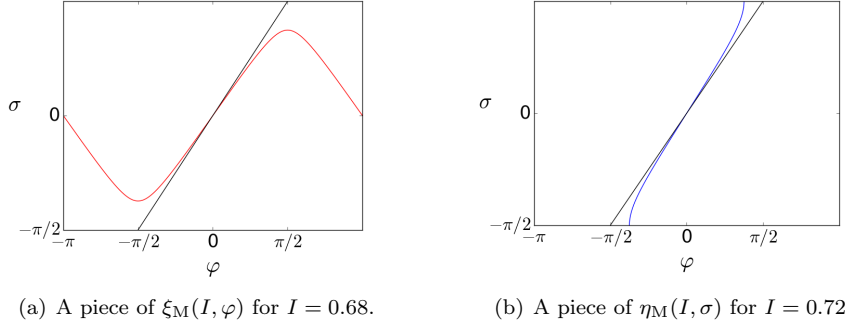 σ
0
−π/2
−π
−π/2
0
π/2
φ
(a) A piece of ξM(I, φ) for I = 0.68.
σ
0
−π/2
−π
−π/2
0
π/2
φ
(b) A piece of ηM(I, σ) for I = 0.72